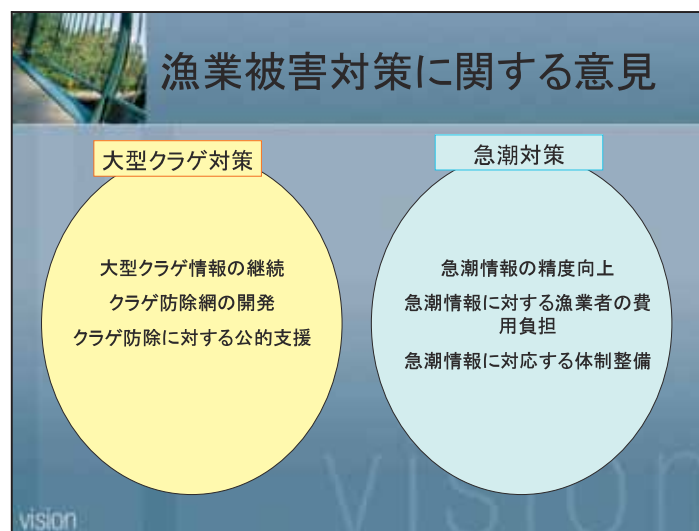 漁業被害対策に関する意見
大型クラゲ対策
大型クラゲ情報の継続
クラゲ防除網の開発
クラゲ防除に対する公的支援
急潮対策
急潮情報の精度向上
急潮情報に対する漁業者の費
用負担
急潮情報に対応する体制整備
vision
vision